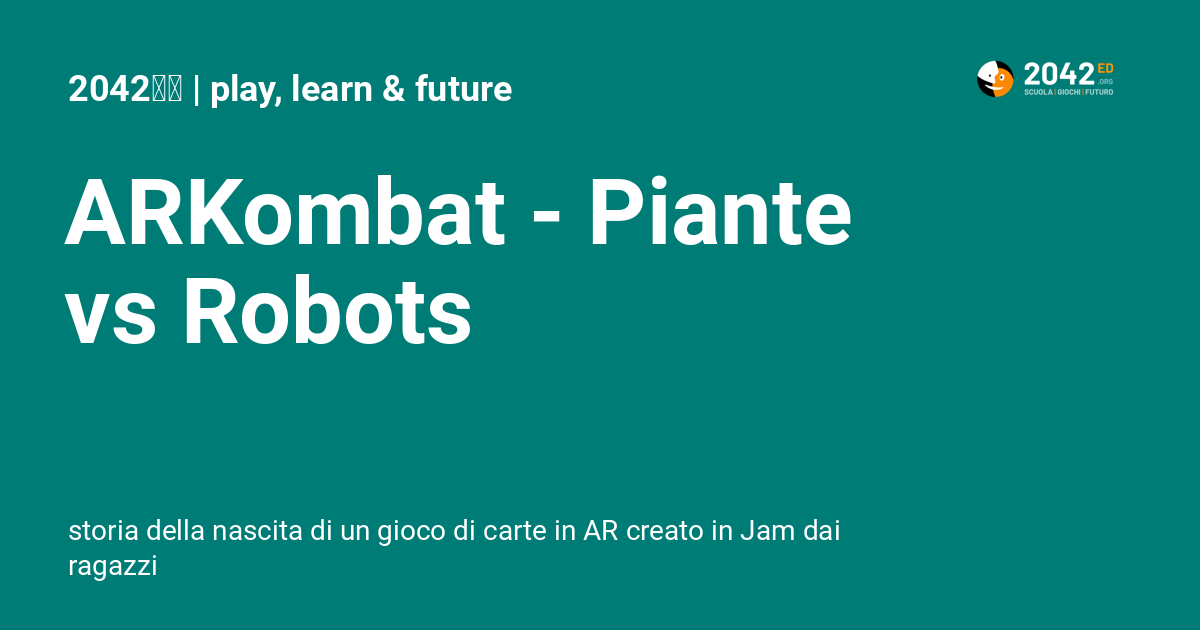 2042 | play, learn & future
2042 ED
.ORG
SCUOLA | GIOCHI | FUTURO
ARKombat - Piante
vs Robots
storia della nascita di un gioco di carte in AR creato in Jam dai
ragazzi